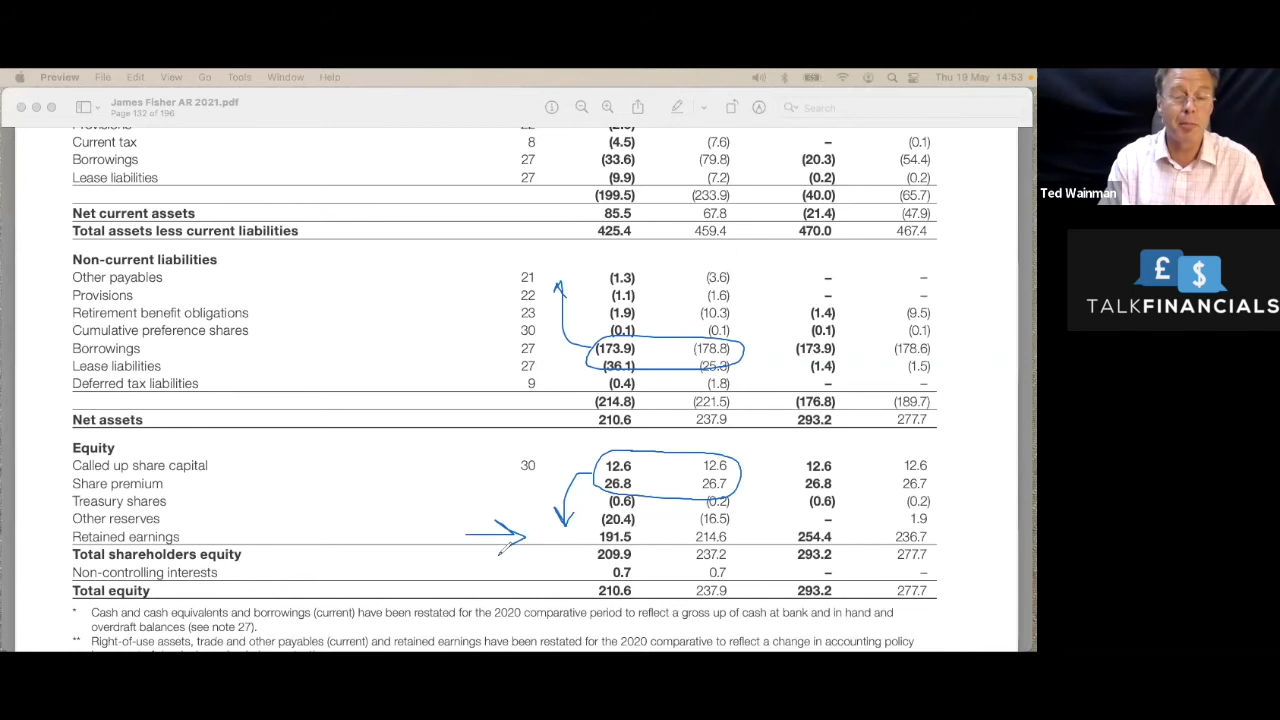 Preview File Edit View Go Tools Window Help Thu 19 May 14:53
James Fisher AR 2021.pdf
Page 132 of 196
Search
Provisions 22
Current tax 8 (4.5) (7.6) – (0.1)
Borrowings 27 (33.6) (79.8) (20.3) (54.4)
Lease liabilities 27 (9.9) (7.2) (0.2) (0.2)
(199.5) (233.9) (40.0) (65.7)
Net current assets 85.5 67.8 (21.4) (47.9)
Total assets less current liabilities 425.4 459.4 470.0 467.4
Non-current liabilities
Other payables 21 (1.3) (3.6) – –
Provisions 22 (1.1) (1.6) – –
Retirement benefit obligations 23 (1.9) (10.3) (1.4) (9.5)
Cumulative preference shares 30 (0.1) (0.1) (0.1) (0.1)
Borrowings 27 (173.9) (178.8) (173.9) (178.6)
Lease liabilities 27 (36.1) (25.3) (1.4) (1.5)
Deferred tax liabilities 9 (0.4) (1.8) – –
(214.8) (221.5) (176.8) (189.7)
Net assets 210.6 237.9 293.2 277.7
Equity
Called up share capital 30 12.6 12.6 12.6 12.6
Share premium 26.8 26.7 26.8 26.7
Treasury shares (0.6) (0.2) (0.6) (0.2)
Other reserves (20.4) (16.5) – 1.9
Retained earnings 191.5 214.6 254.4 236.7
Total shareholders equity 209.9 237.2 293.2 277.7
Non-controlling interests 0.7 0.7 – –
Total equity 210.6 237.9 293.2 277.7
* Cash and cash equivalents and borrowings (current) have been restated for the 2020 comparative period to reflect a gross up of cash at bank and in hand and
overdraft balances (see note 27).
** Right-of-use assets, trade and other payables (current) and retained earnings have been restated for the 2020 comparative to reflect a change in accounting policy
Ted Wainman
£ $
TALKFINANCIALS